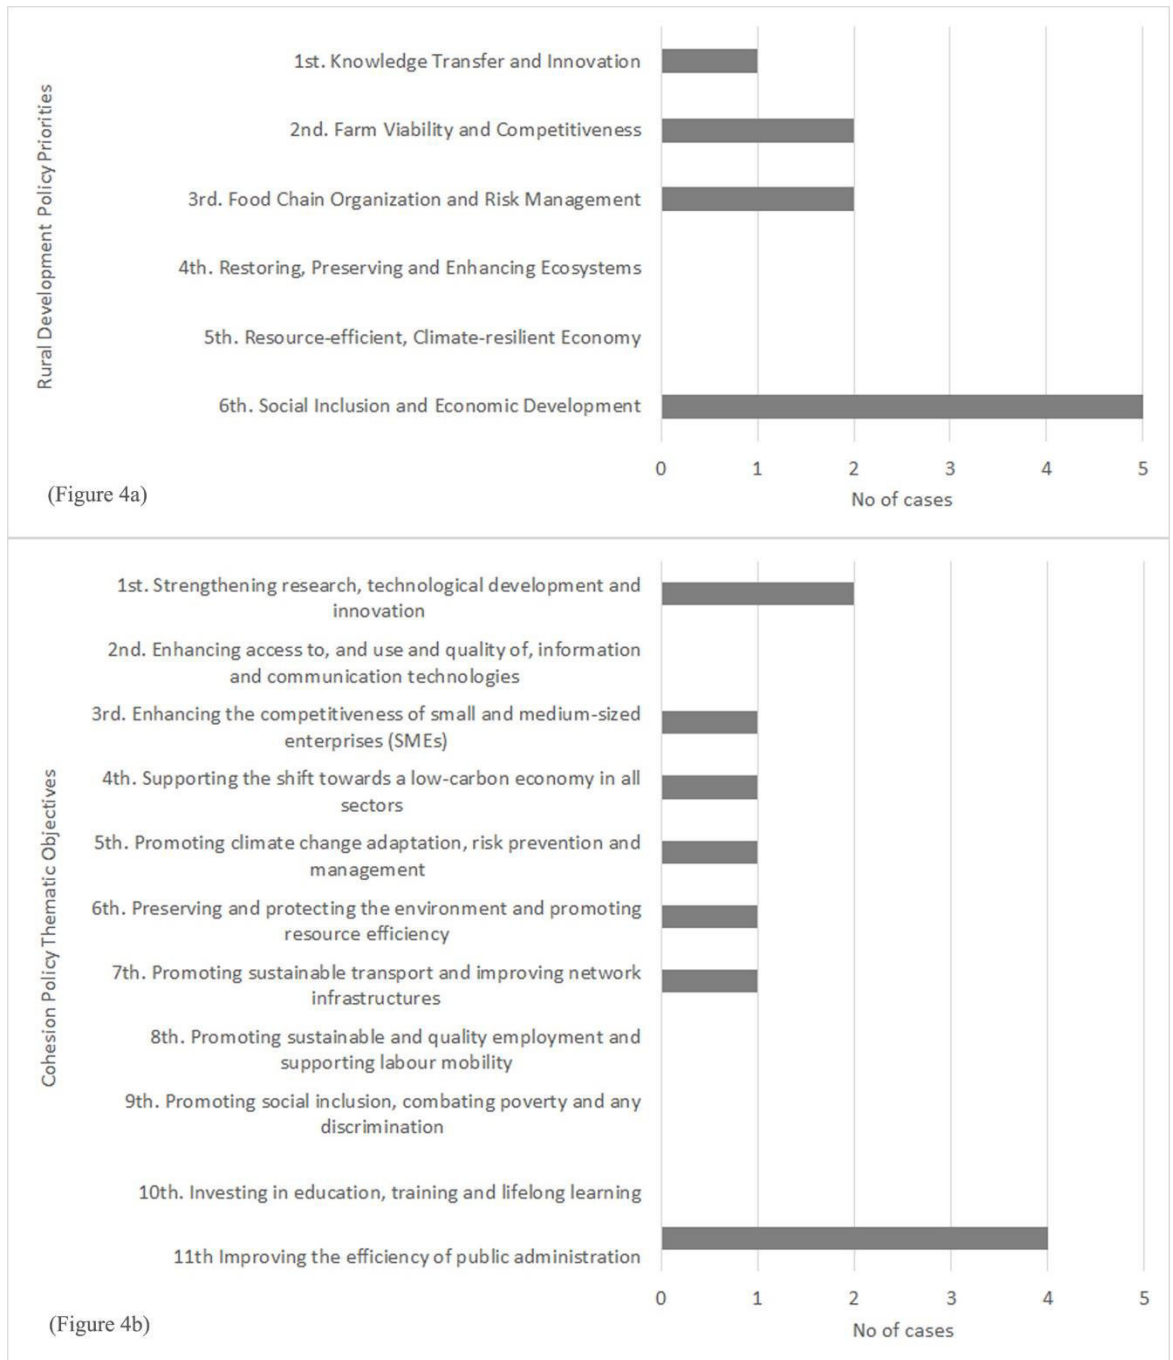 Rural Development Policy Priorities
1st. Knowledge Transfer and Innovation
2nd. Farm Viability and Competitiveness
3rd. Food Chain Organization and Risk Management
4th. Restoring, Preserving and Enhancing Ecosystems
5th. Resource-efficient, Climate-resilient Economy
6th. Social Inclusion and Economic Development
0 1 2 3 4 5
No of cases
(Figure 4a)
Cohesion Policy Thematic Objectives
1st. Strengthening research, technological development and
innovation
2nd. Enhancing access to, and use and quality of, information
and communication technologies
3rd. Enhancing the competitiveness of small and medium-sized
enterprises (SMEs)
4th. Supporting the shift towards a low-carbon economy in all
sectors
5th. Promoting climate change adaptation, risk prevention and
management
6th. Preserving and protecting the environment and promoting
resource efficiency
7th. Promoting sustainable transport and improving network
infrastructures
8th. Promoting sustainable and quality employment and
supporting labour mobility
9th. Promoting social inclusion, combating poverty and any
discrimination
10th. Investing in education, training and lifelong learning
11th Improving the efficiency of public administration
0 1 2 3 4 5
No of cases
(Figure 4b)